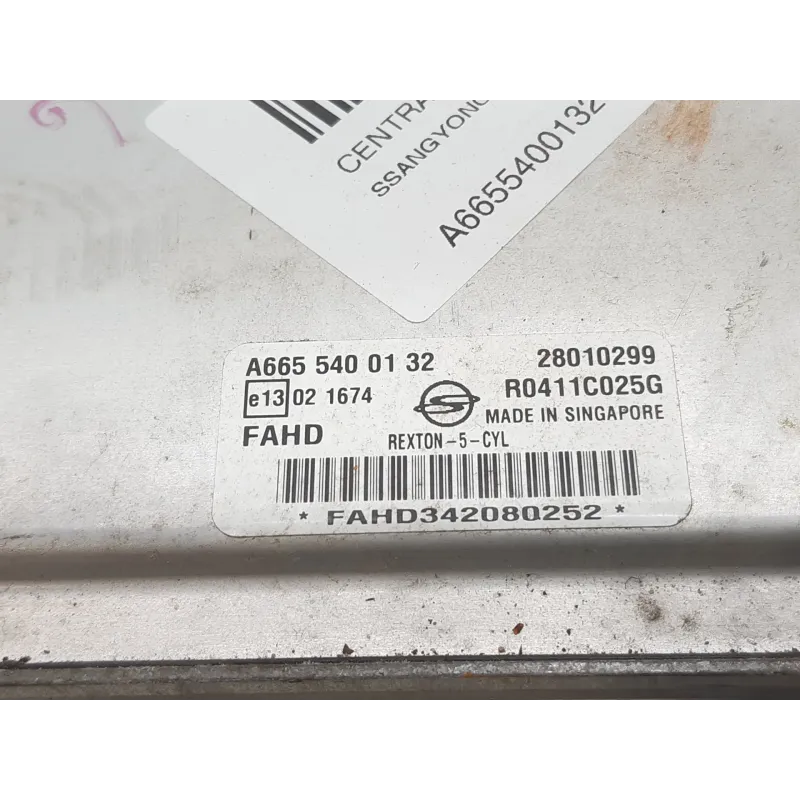 CENTRA
SSANGYONG
A6655400132
A665 540 01 32
28010299
e13 02 1674
R0411C025G
MADE IN SINGAPORE
FAHD
REXTON-5-CYL
* FAHD342080252 *